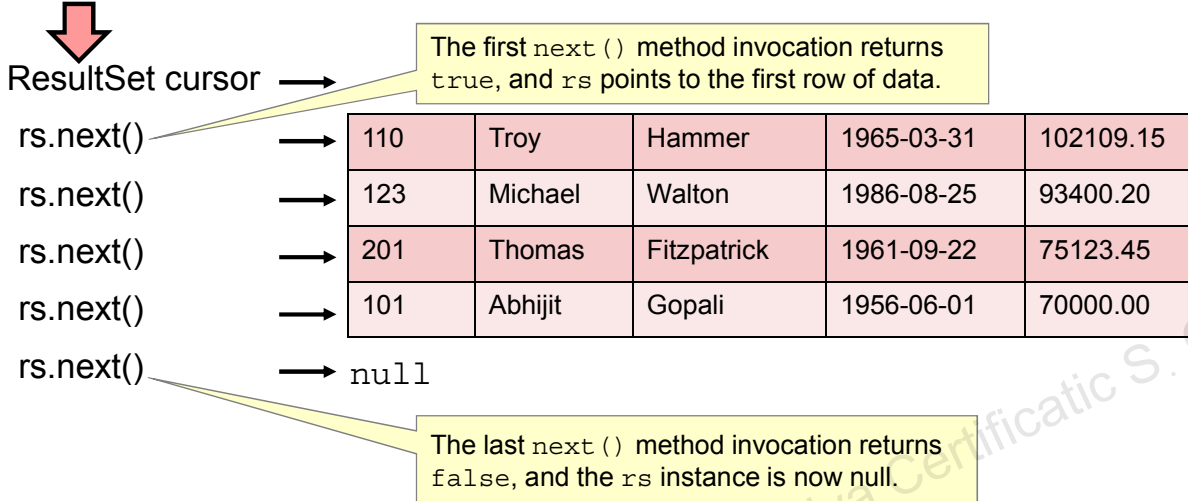 The first next() method invocation returns
true, and rs points to the first row of data.
ResultSet cursor
rs.next()
110 Troy Hammer 1965-03-31 102109.15
rs.next()
123 Michael Walton 1986-08-25 93400.20
rs.next()
201 Thomas Fitzpatrick 1961-09-22 75123.45
rs.next()
101 Abhijit Gopali 1956-06-01 70000.00
rs.next()
null
The last next() method invocation returns
false, and the rs instance is now null.
Certificatic S.